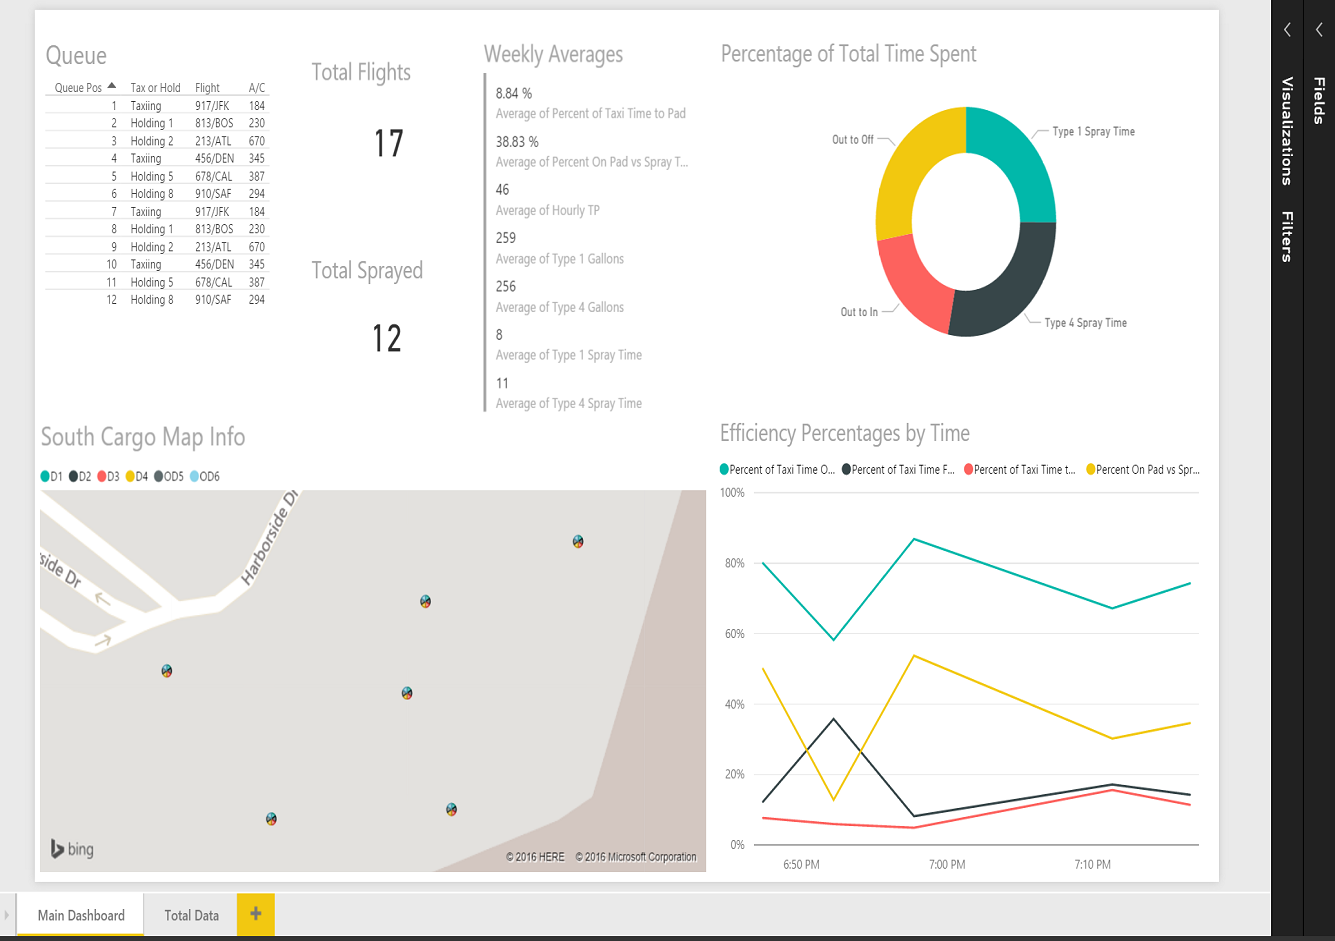 Queue
Queue Pos Tax or Hold Flight A/C
1 Taxiing 917/JFK 184
2 Holding 1 813/BOS 230
3 Holding 2 213/ATL 670
4 Taxiing 456/DEN 345
5 Holding 5 678/CAL 387
6 Holding 8 910/SAF 294
7 Taxiing 917/JFK 184
8 Holding 1 813/BOS 230
9 Holding 2 213/ATL 670
10 Taxiing 456/DEN 345
11 Holding 5 678/CAL 387
12 Holding 8 910/SAF 294
Total Flights
17
Total Sprayed
12
Weekly Averages
8.84 %
Average of Percent of Taxi Time to Pad
38.83 %
Average of Percent On Pad vs Spray T...
46
Average of Hourly TP
259
Average of Type 1 Gallons
256
Average of Type 4 Gallons
8
Average of Type 1 Spray Time
11
Average of Type 4 Spray Time
Percentage of Total Time Spent
Out to Off
Type 1 Spray Time
Out to In
Type 4 Spray Time
South Cargo Map Info
D1 D2 D3 D4 OD5 OD6
Harborside Dr
side Dr
bing
© 2016 HERE © 2016 Microsoft Corporation
Efficiency Percentages by Time
Percent of Taxi Time O... Percent of Taxi Time F... Percent of Taxi Time t... Percent On Pad vs Spr...
100%
80%
60%
40%
20%
0%
6:50 PM 7:00 PM 7:10 PM
Visualizations
Filters
Fields
Main Dashboard Total Data +